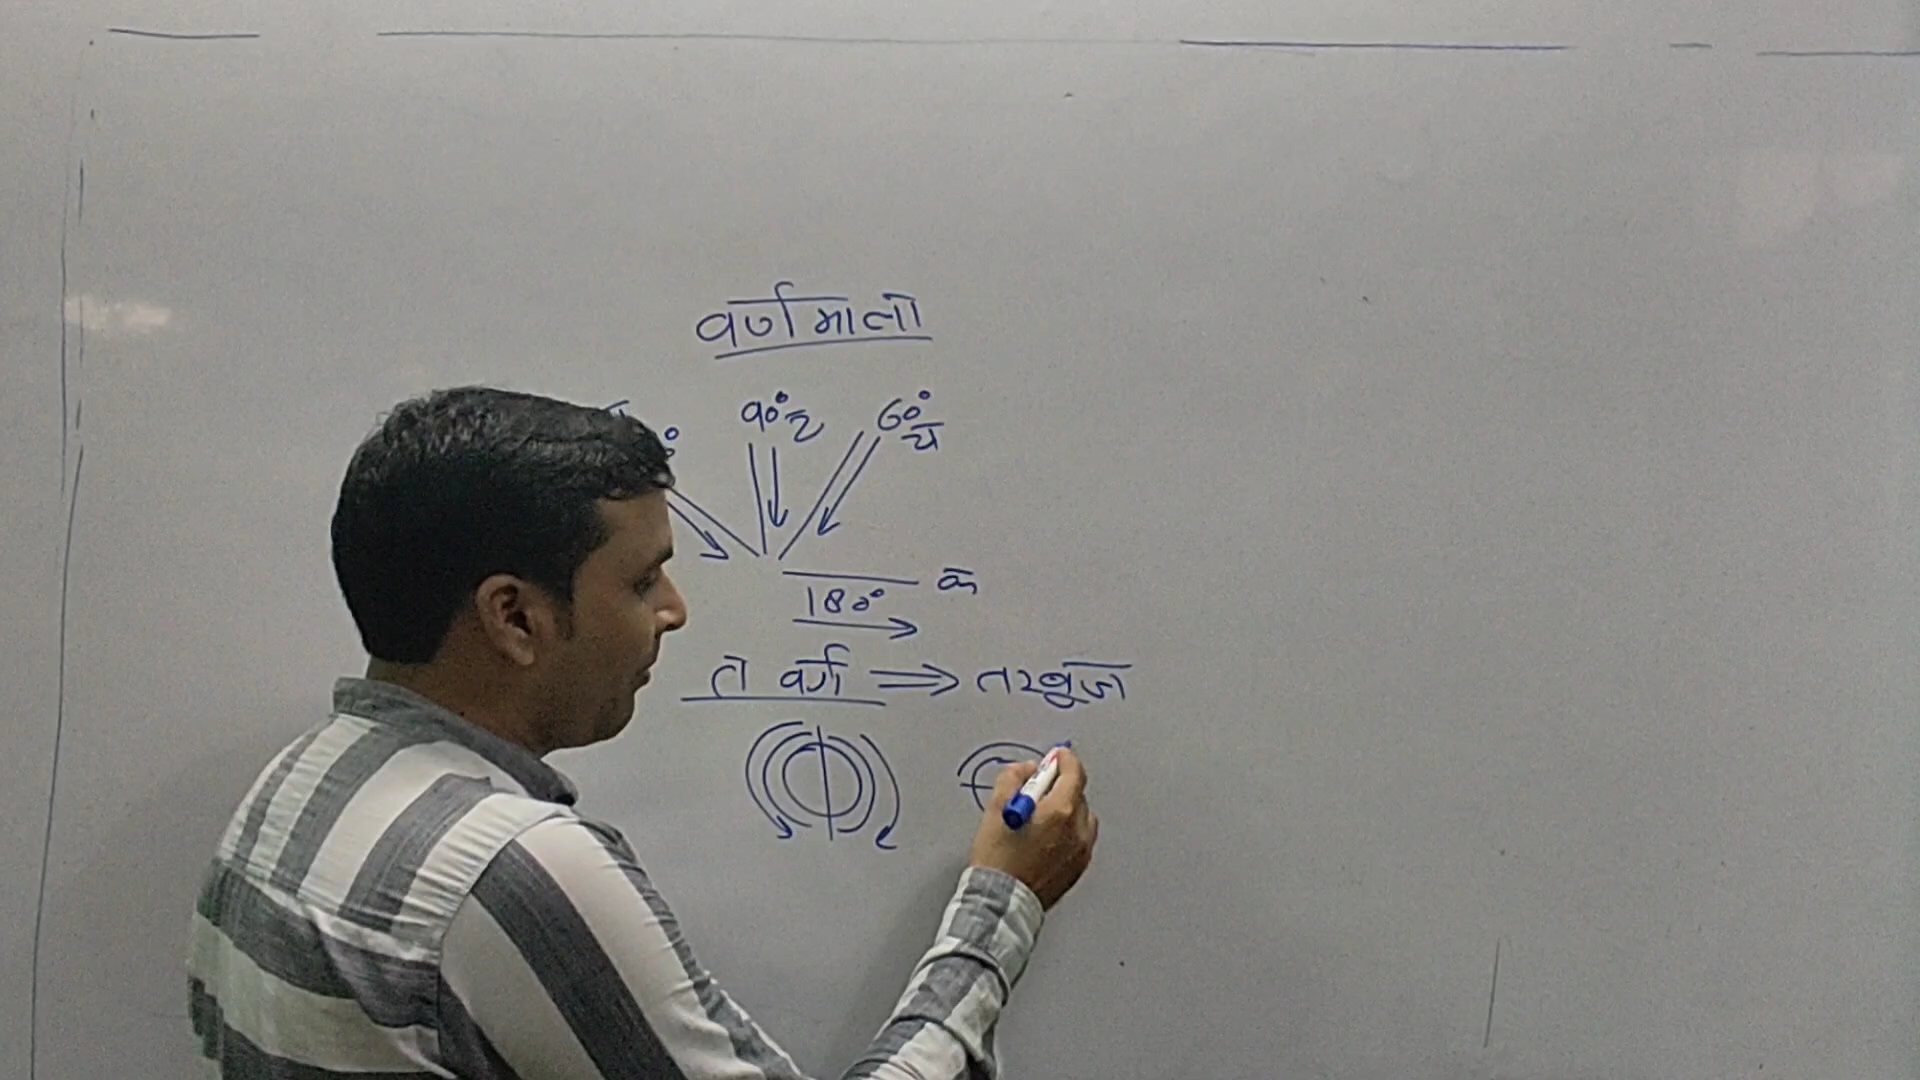 वर्णमाला
90° ट 60° च
180° क
त वर्ग ⇒ तरबूज